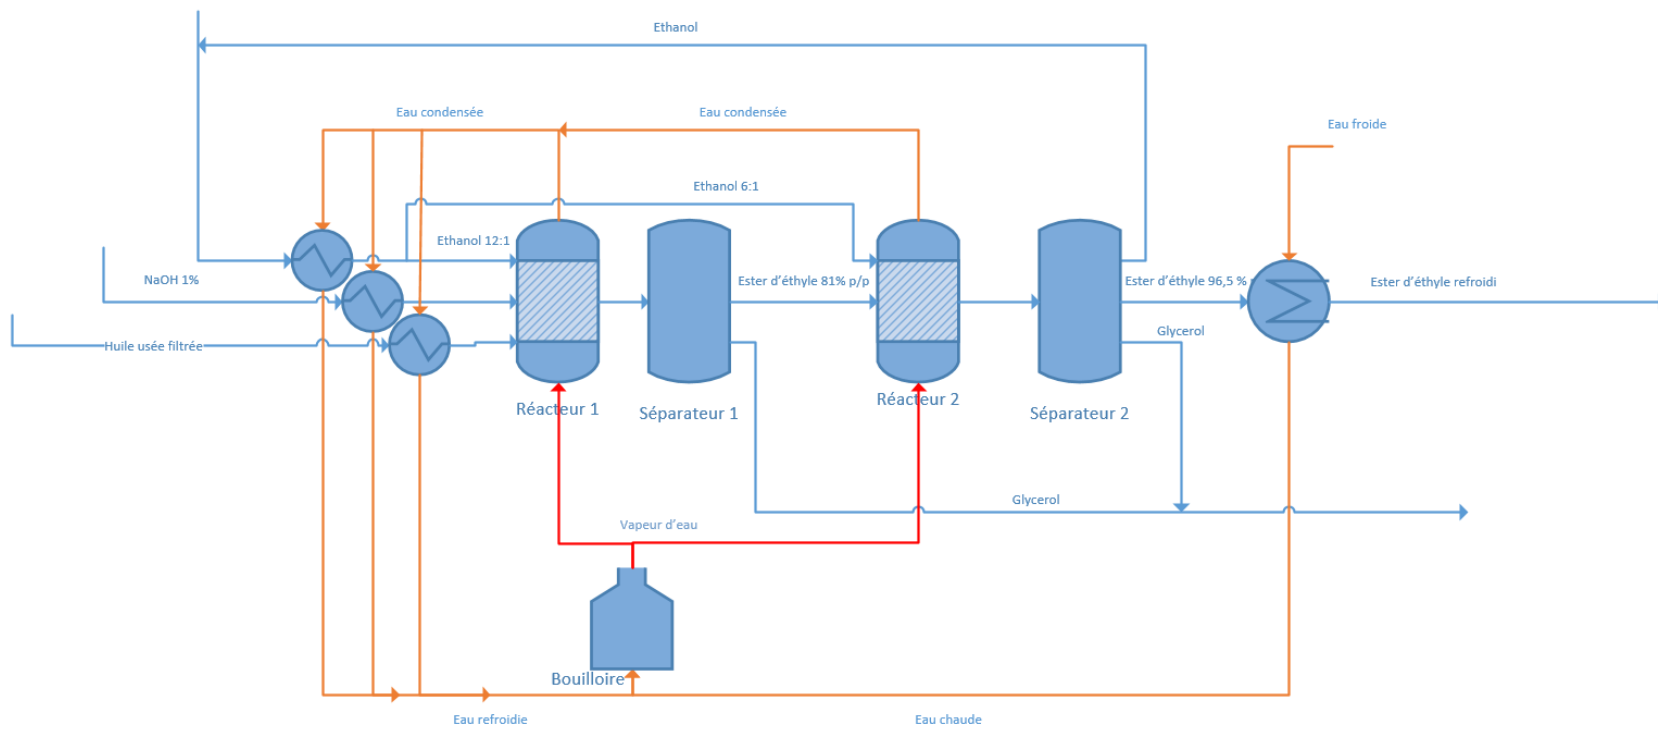 Ethanol
Eau condensée
Eau condensée
Eau froide
Ethanol 6:1
Ethanol 12:1
NaOH 1%
Ester d'éthyle 81% p/p
Ester d'éthyle 96,5 %
Ester d'éthyle refroidi
Glycerol
Huile usée filtrée
Réacteur 1
Séparateur 1
Réacteur 2
Séparateur 2
Glycerol
Vapeur d'eau
Bouilloire
Eau refroidie
Eau chaude